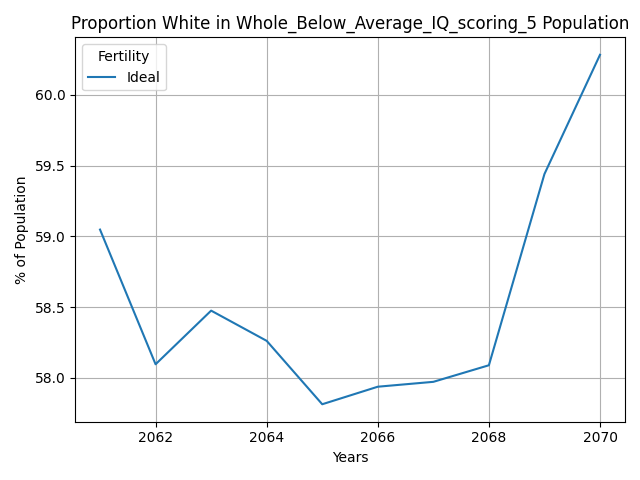 Proportion White in Whole_Below_Average_IQ_scoring_5 Population
Fertility
Ideal
60.0
59.5
59.0
58.5
58.0
% of Population
2062 2064 2066 2068 2070
Years